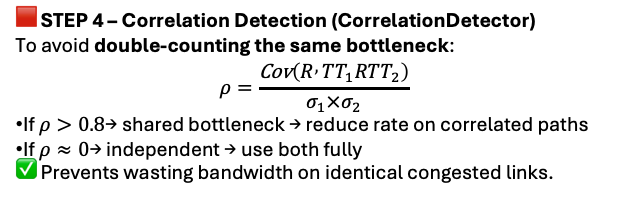 🟥 STEP 4 – Correlation Detection (CorrelationDetector)
To avoid double-counting the same bottleneck:
ρ = Cov(R·TT₁RTT₂) / σ₁×σ₂
•If ρ > 0.8→ shared bottleneck → reduce rate on correlated paths
•If ρ ≈ 0→ independent → use both fully
✅ Prevents wasting bandwidth on identical congested links.